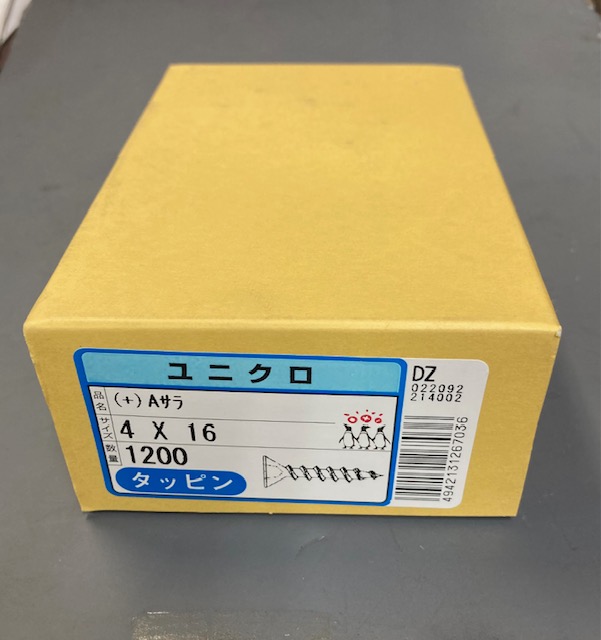 ユニクロ
品名 (+)Aサラ
サイズ 4 X 16
数量 1200
タッピン
DZ
022092
214002
4942131267036